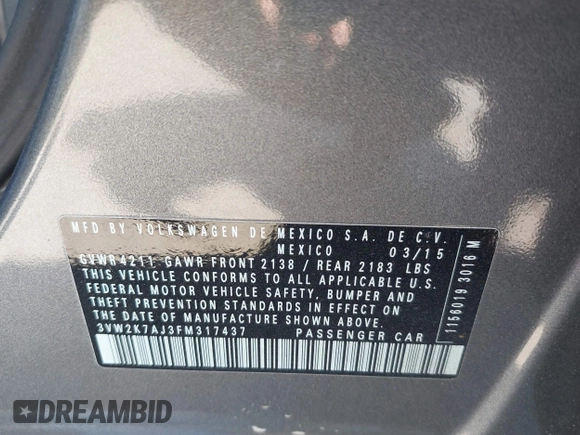 MFD BY VOLKSWAGEN DE MEXICO S.A. DE C.V.
MEXICO 03/15
GVWR 4211 GAWR FRONT 2138 / REAR 2183 LBS
THIS VEHICLE CONFORMS TO ALL APPLICABLE U.S.
FEDERAL MOTOR VEHICLE SAFETY, BUMPER AND
THEFT PREVENTION STANDARDS IN EFFECT ON
THE DATE OF MANUFACTURE SHOWN ABOVE.
3VW2K7AJ3FM317437 PASSENGER CAR
1156019 3016 M
DREAMBID